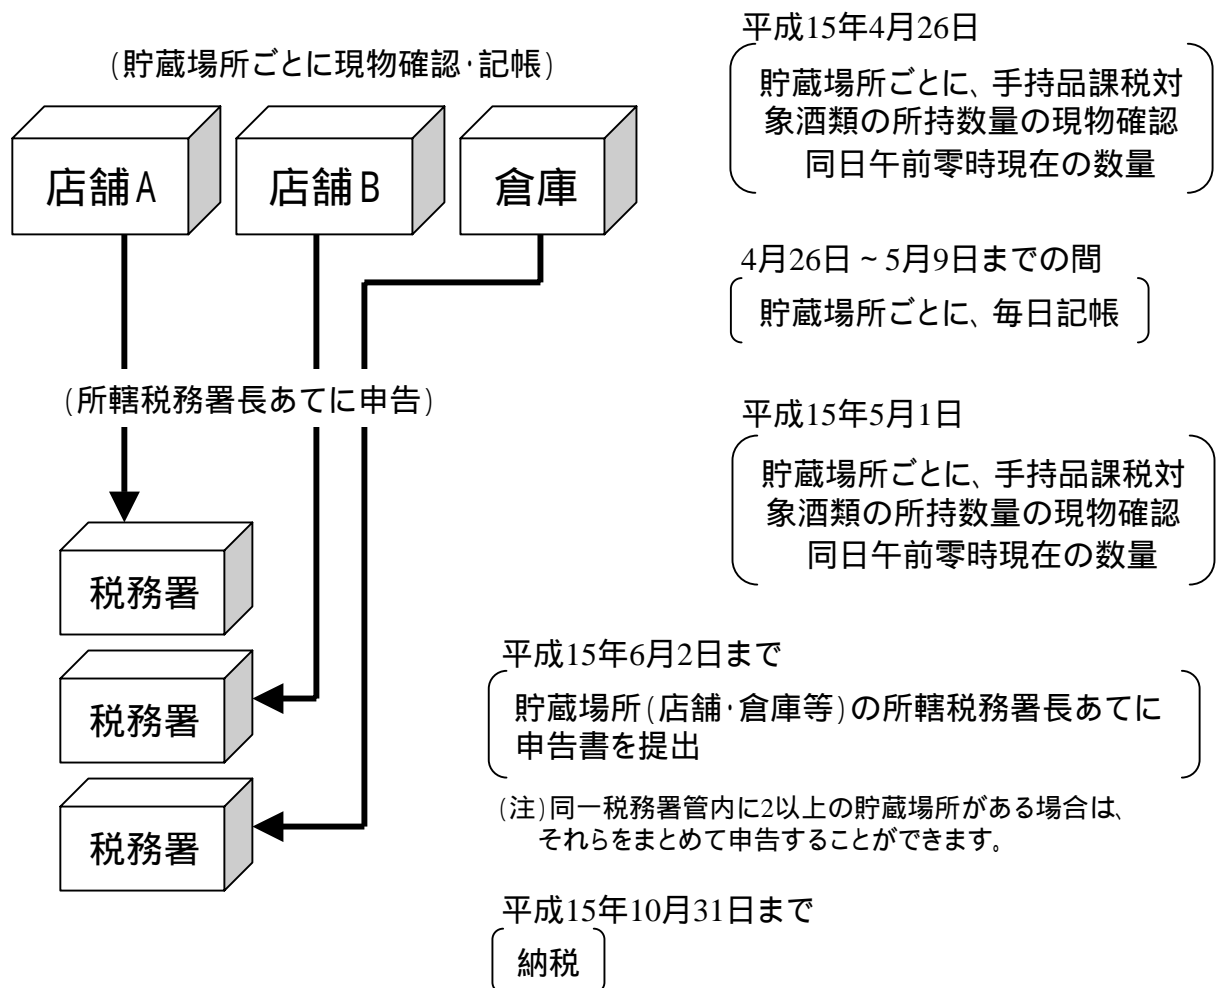 (貯蔵場所ごとに現物確認・記帳)
店舗A
店舗B
倉庫
(所轄税務署長あてに申告)
税務署
税務署
税務署
平成15年4月26日
貯蔵場所ごとに、手持品課税対
象酒類の所持数量の現物確認
同日午前零時現在の数量
4月26日~5月9日までの間
貯蔵場所ごとに、毎日記帳
平成15年5月1日
貯蔵場所ごとに、手持品課税対
象酒類の所持数量の現物確認
同日午前零時現在の数量
平成15年6月2日まで
貯蔵場所(店舗・倉庫等)の所轄税務署長あてに
申告書を提出
(注)同一税務署管内に2以上の貯蔵場所がある場合は、
それらをまとめて申告することができます。
平成15年10月31日まで
納税